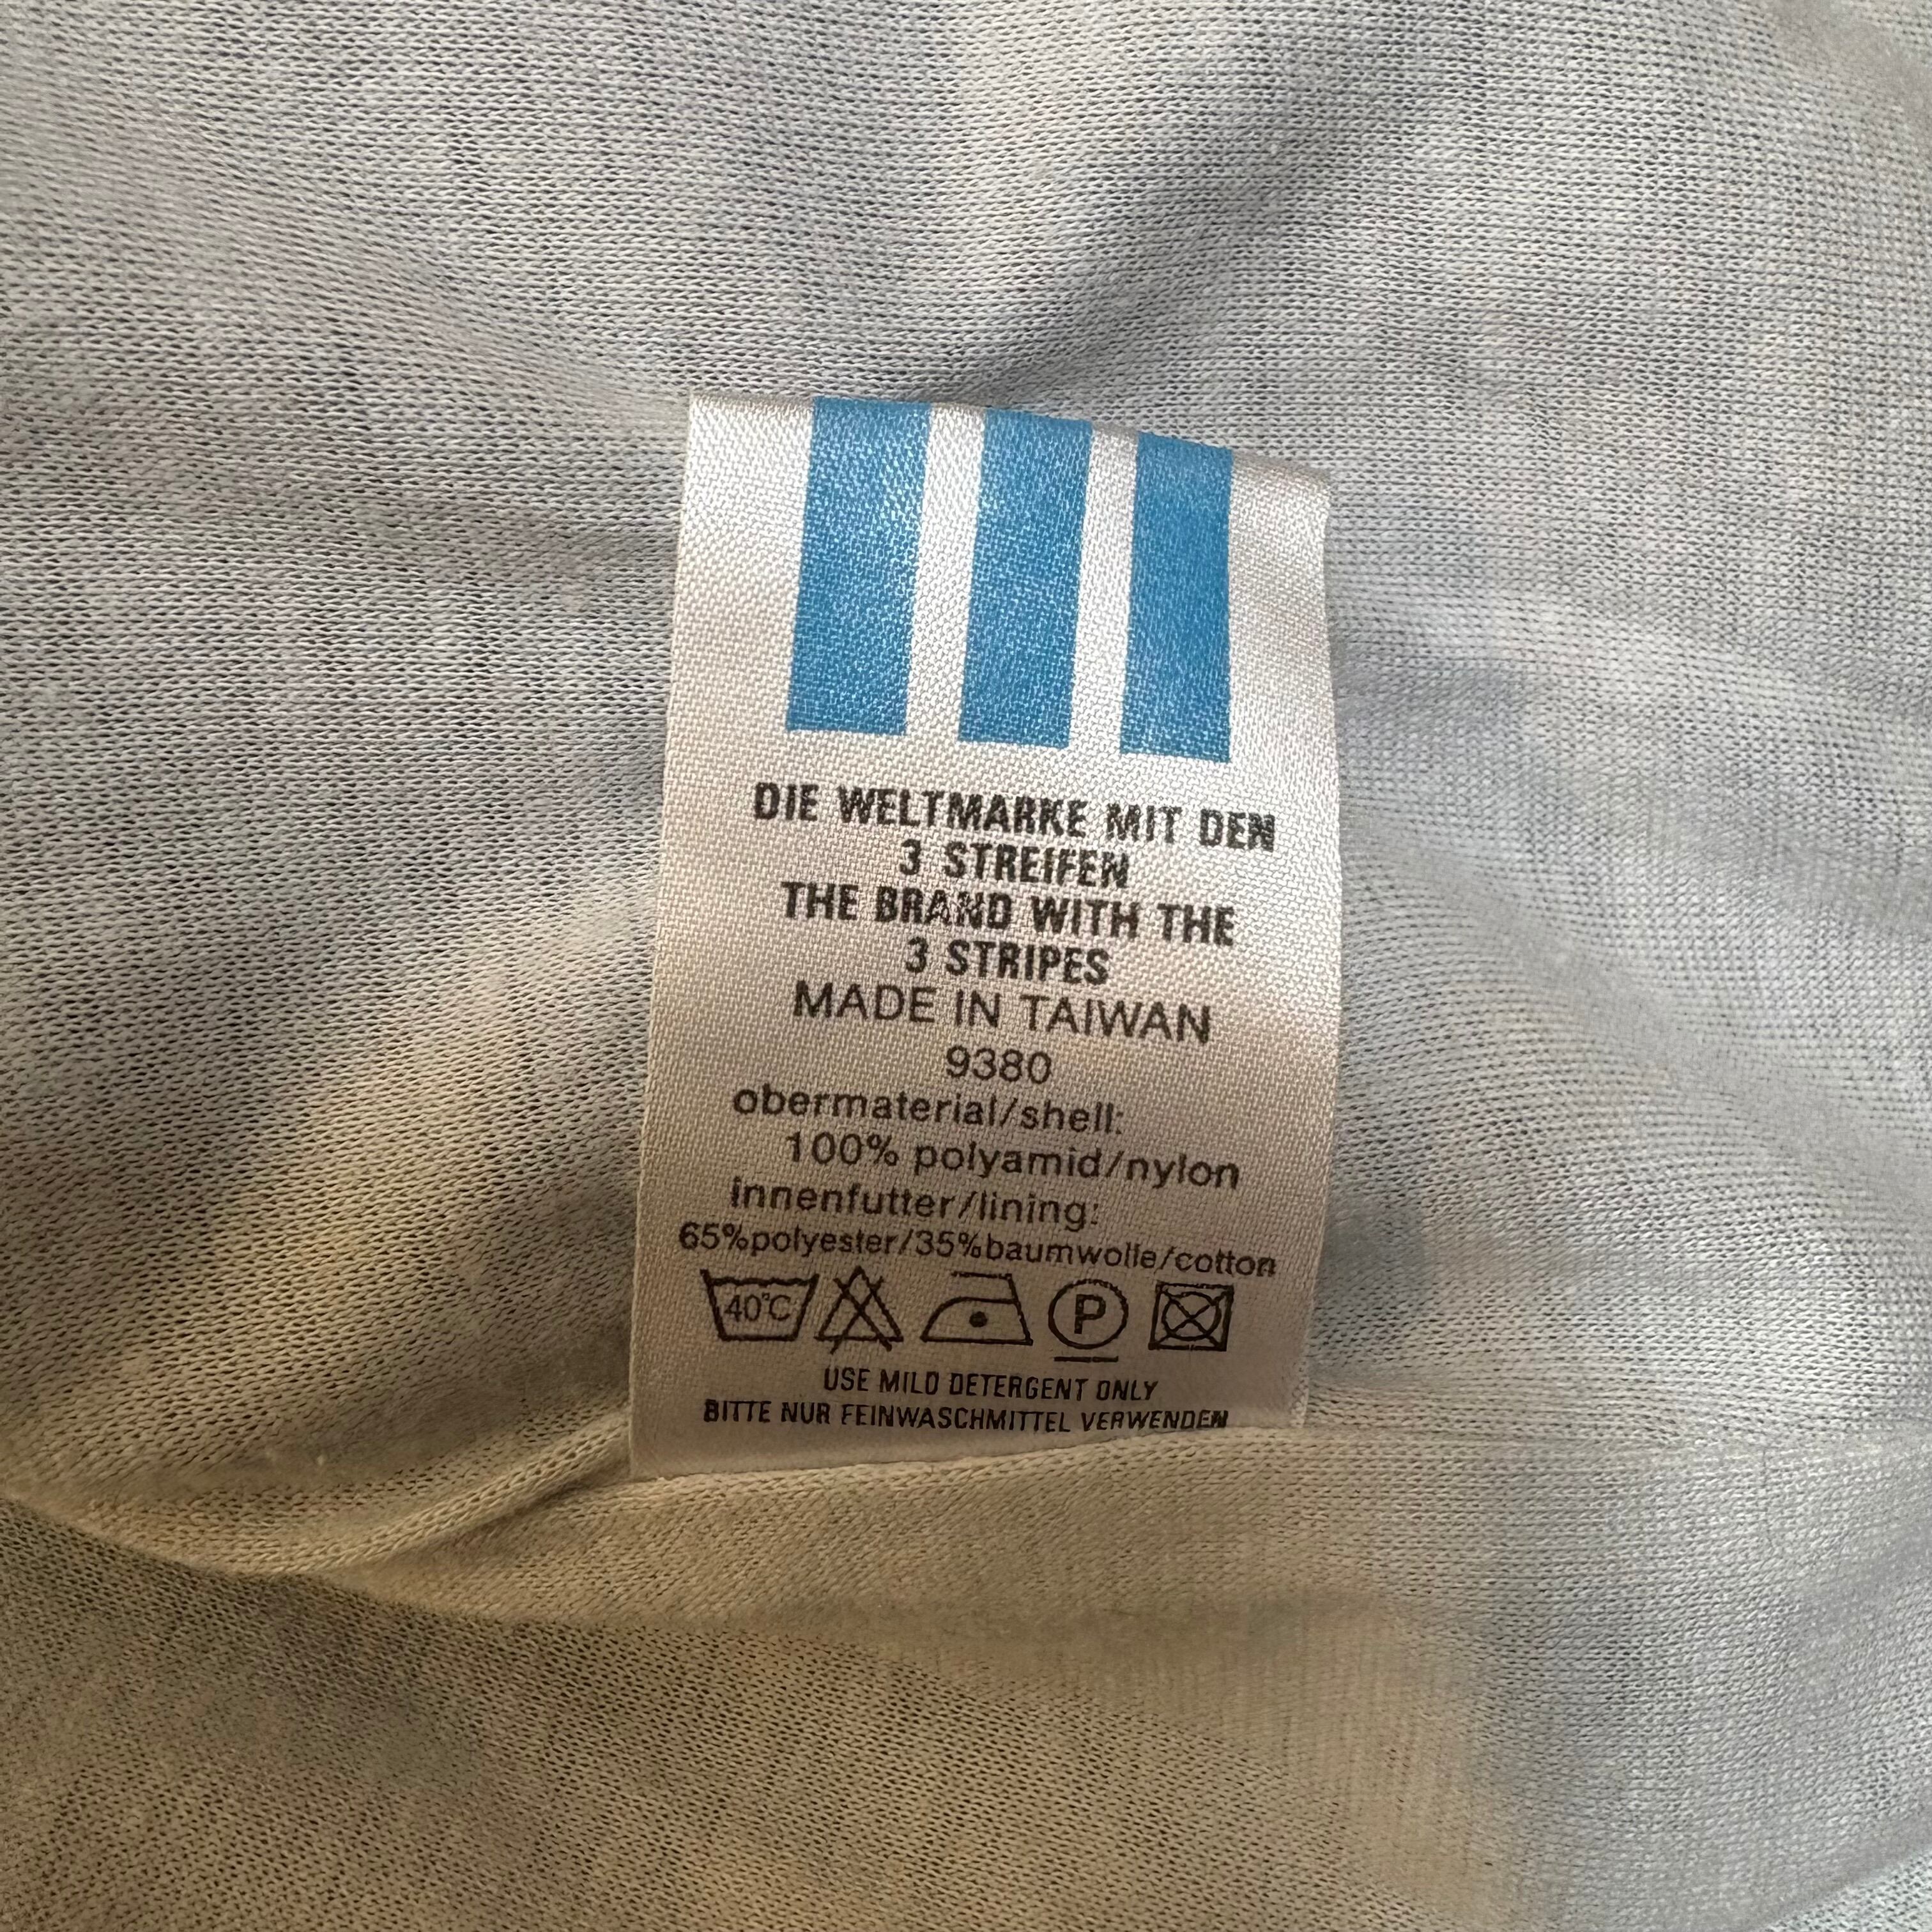 DIE WELTMARKE MIT DEN
3 STREIFEN
THE BRAND WITH THE
3 STRIPES
MADE IN TAIWAN
9380
obermaterial/shell:
100% polyamid/nylon
innenfutter/lining:
65%polyester/35%baumwolle/cotton
40°C P
USE MILD DETERGENT ONLY
BITTE NUR FEINWASCHMITTEL VERWENDEN